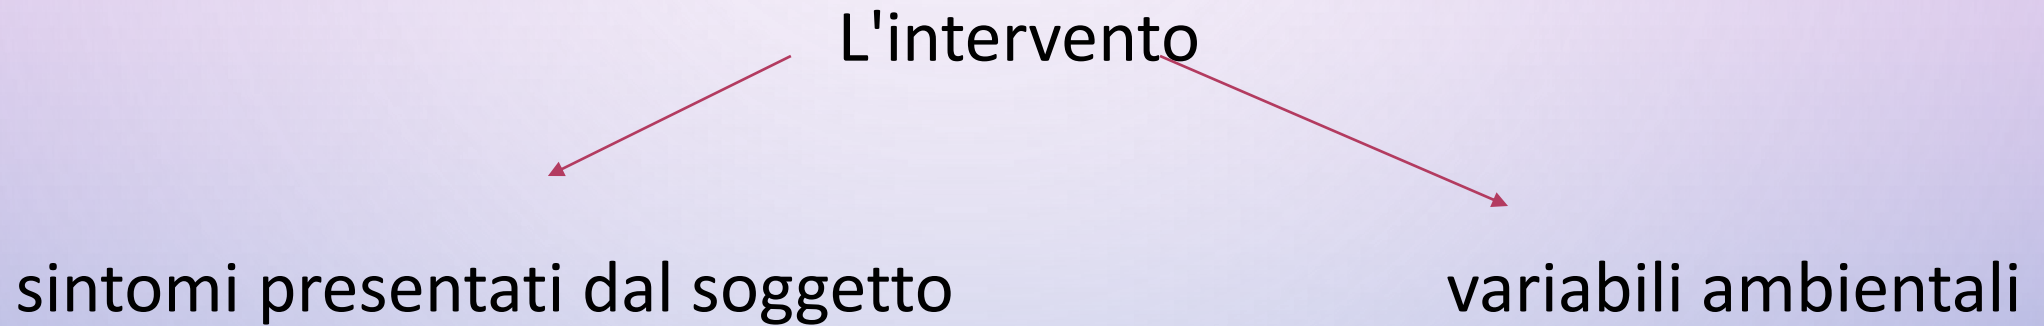 L'intervento
sintomi presentati dal soggetto
variabili ambientali